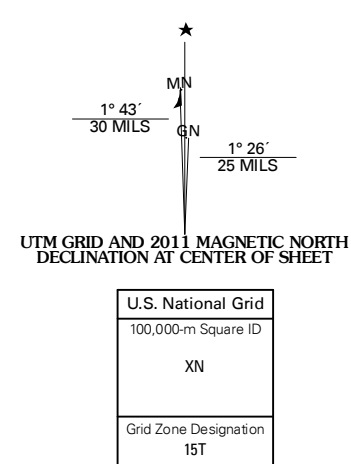 MN
1° 43´
30 MILS
GN
1° 26´
25 MILS
UTM GRID AND 2011 MAGNETIC NORTH
DECLINATION AT CENTER OF SHEET
U.S. National Grid
100,000-m Square ID
XN
Grid Zone Designation
15T